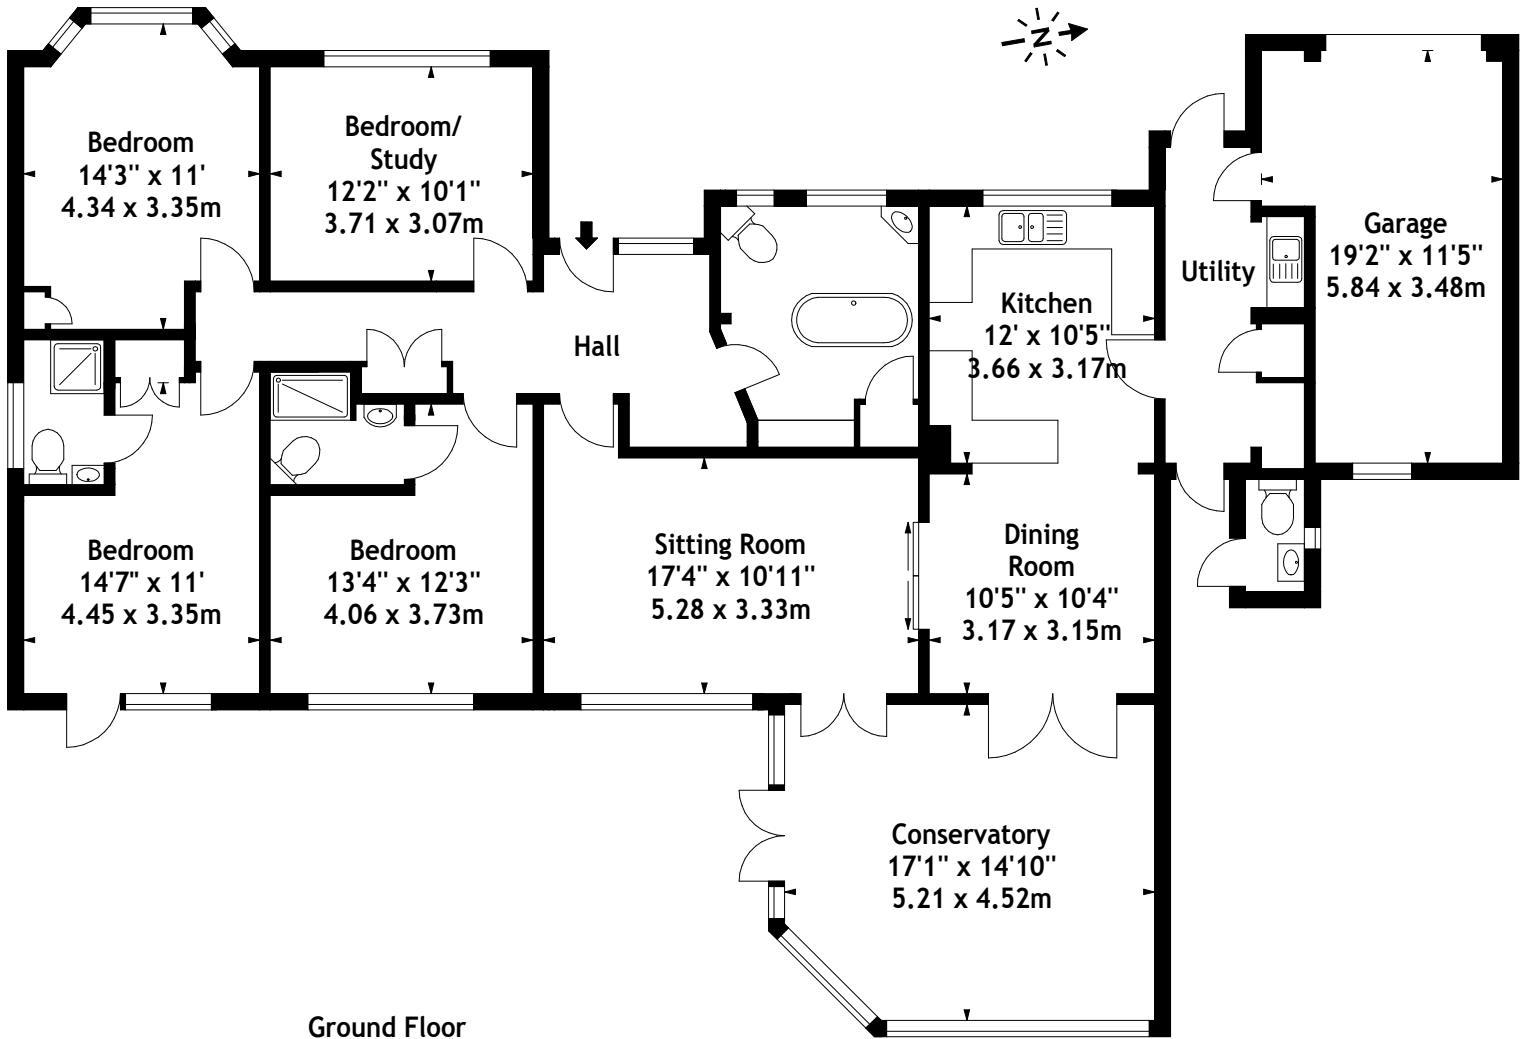 N
Bedroom
14'3" x 11'
4.34 x 3.35m
Bedroom/
Study
12'2" x 10'1"
3.71 x 3.07m
Garage
19'2" x 11'5"
5.84 x 3.48m
Utility
Kitchen
12' x 10'5"
3.66 x 3.17m
Hall
Bedroom
14'7" x 11'
4.45 x 3.35m
Bedroom
13'4" x 12'3"
4.06 x 3.73m
Sitting Room
17'4" x 10'11"
5.28 x 3.33m
Dining
Room
10'5" x 10'4"
3.17 x 3.15m
Conservatory
17'1" x 14'10"
5.21 x 4.52m
Ground Floor